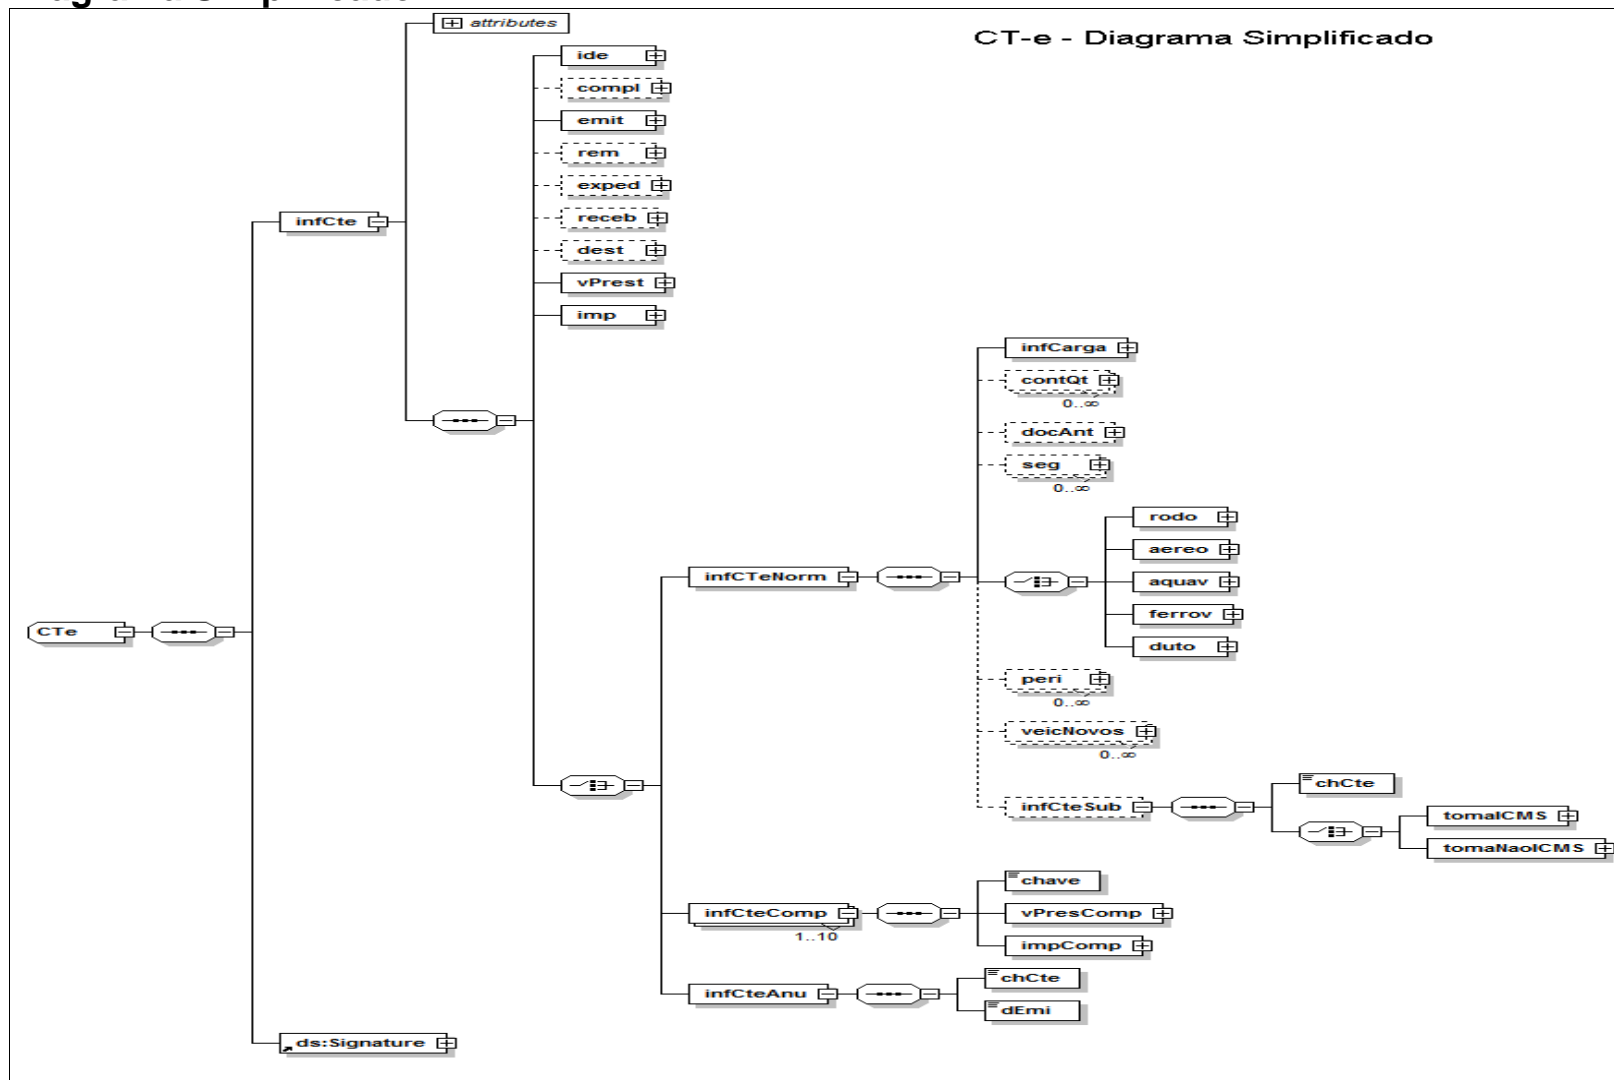 attributes
CT-e - Diagrama Simplificado
ide
compl
emit
rem
exped
receb
dest
vPrest
imp
infCte
infCarga
contQt
0..∞
docAnt
seg
0..∞
rodo
aereo
aquav
ferrov
duto
infCTeNorm
CTe
peri
0..∞
veicNovos
0..∞
infCteSub
chCte
tomaICMS
tomaNaoICMS
infCteComp
1..10
chave
vPresComp
impComp
infCteAnu
chCte
dEmi
ds:Signature